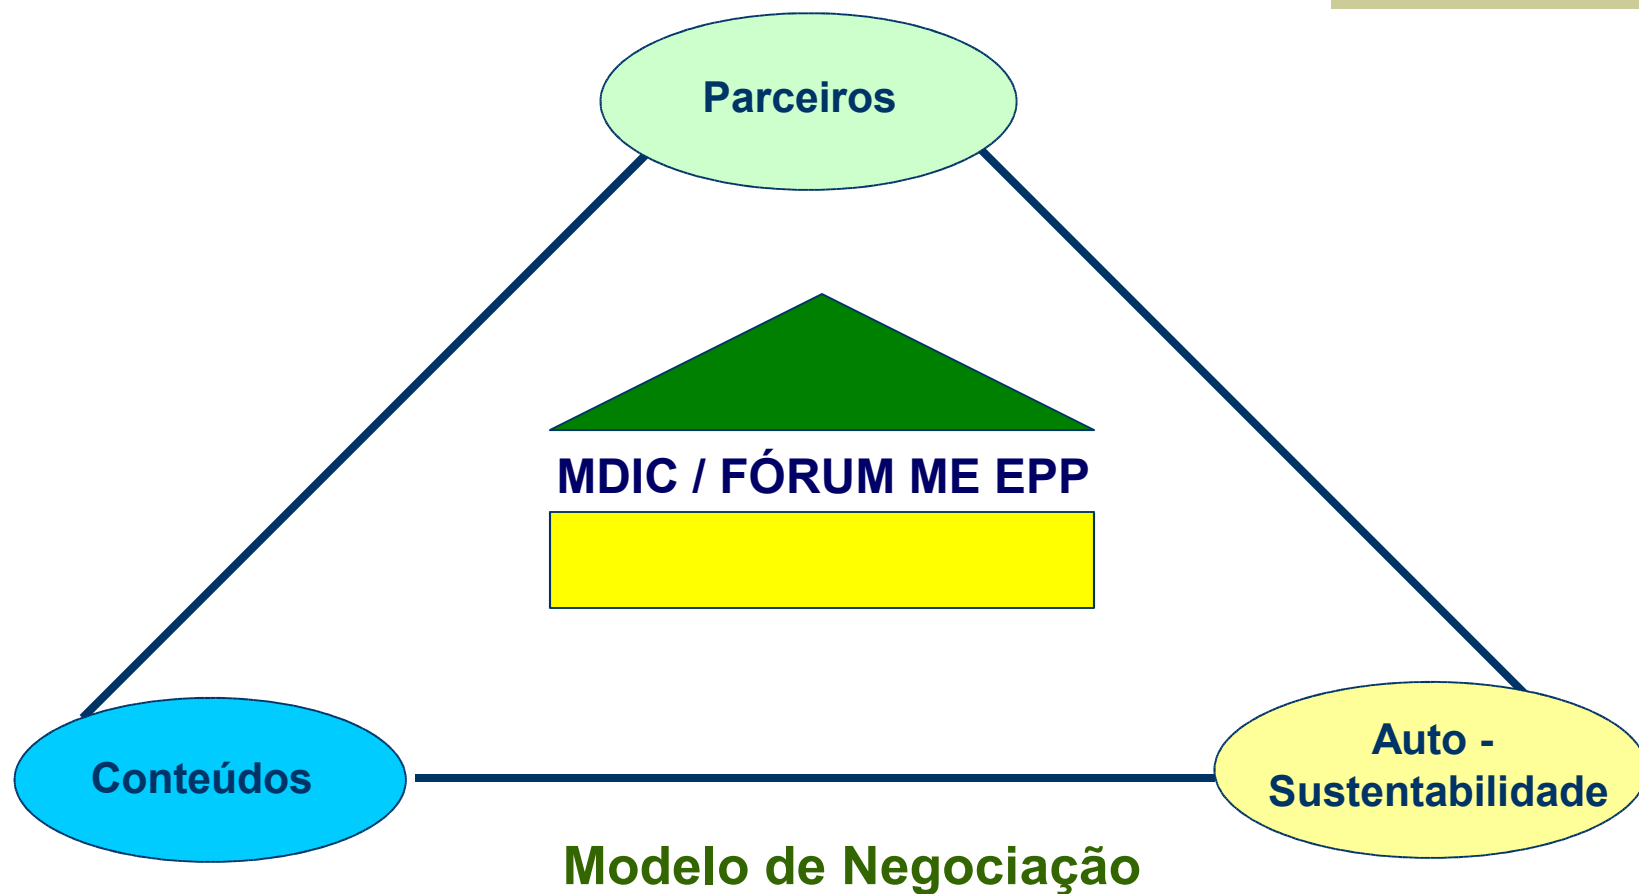 Parceiros
MDIC / FÓRUM ME EPP
Conteúdos
Auto -
Sustentabilidade
Modelo de Negociação